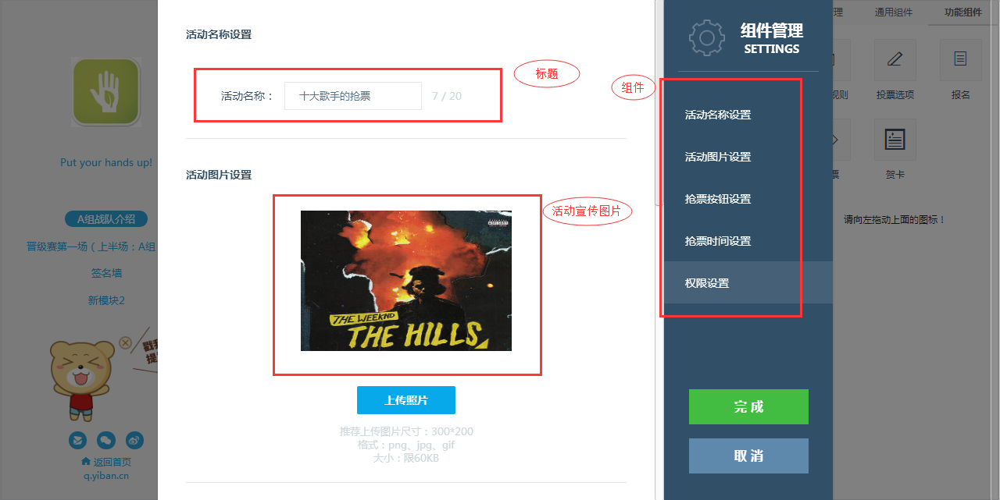 Put your hands up!
A组战队介绍
晋级赛第一场（上半场：A组
签名墙
新模块2
戳我
返回首页
q.yiban.cn
活动名称设置
活动名称：
十大歌手的抢票
7 / 20
标题
活动图片设置
活动宣传图片
PARENTAL
ADVISORY
THE WEEKND
THE HILLS
上传照片
推荐上传图片尺寸：300*200
格式：png、jpg、gif
大小：限60KB
组件
组件管理
SETTINGS
活动名称设置
活动图片设置
抢票按钮设置
抢票时间设置
权限设置
完 成
取 消
管理
通用组件
功能组件
规则
投票选项
报名
票
贺卡
请向左拖动上面的图标！